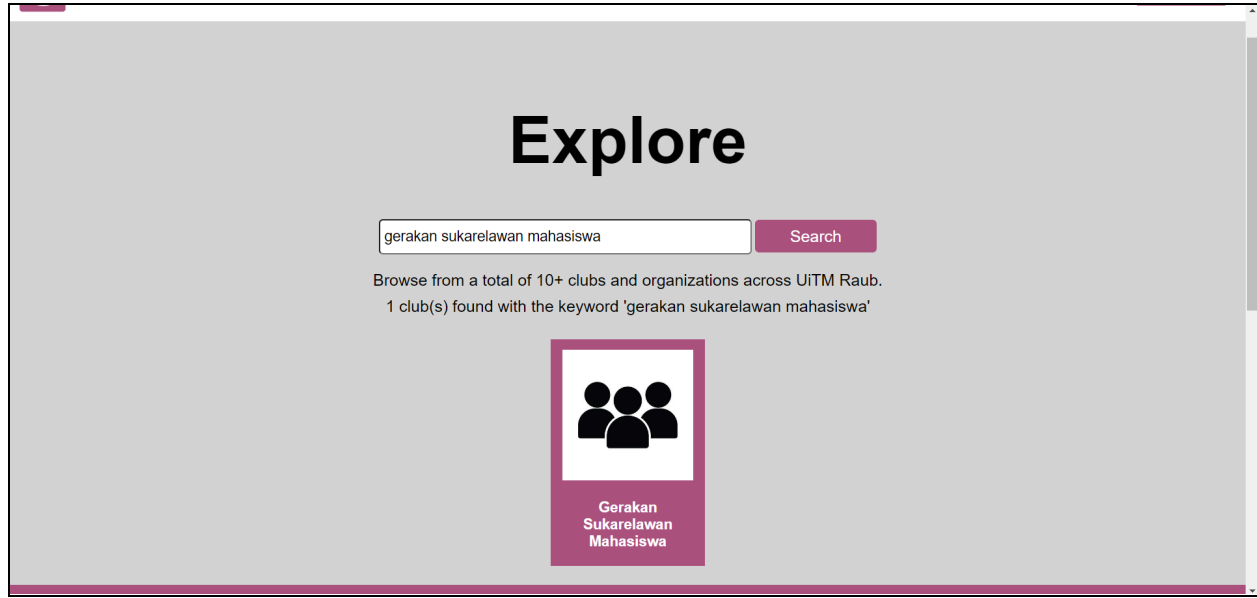 Explore
gerakan sukarelawan mahasiswa
Search
Browse from a total of 10+ clubs and organizations across UiTM Raub.
1 club(s) found with the keyword 'gerakan sukarelawan mahasiswa'
Gerakan
Sukarelawan
Mahasiswa